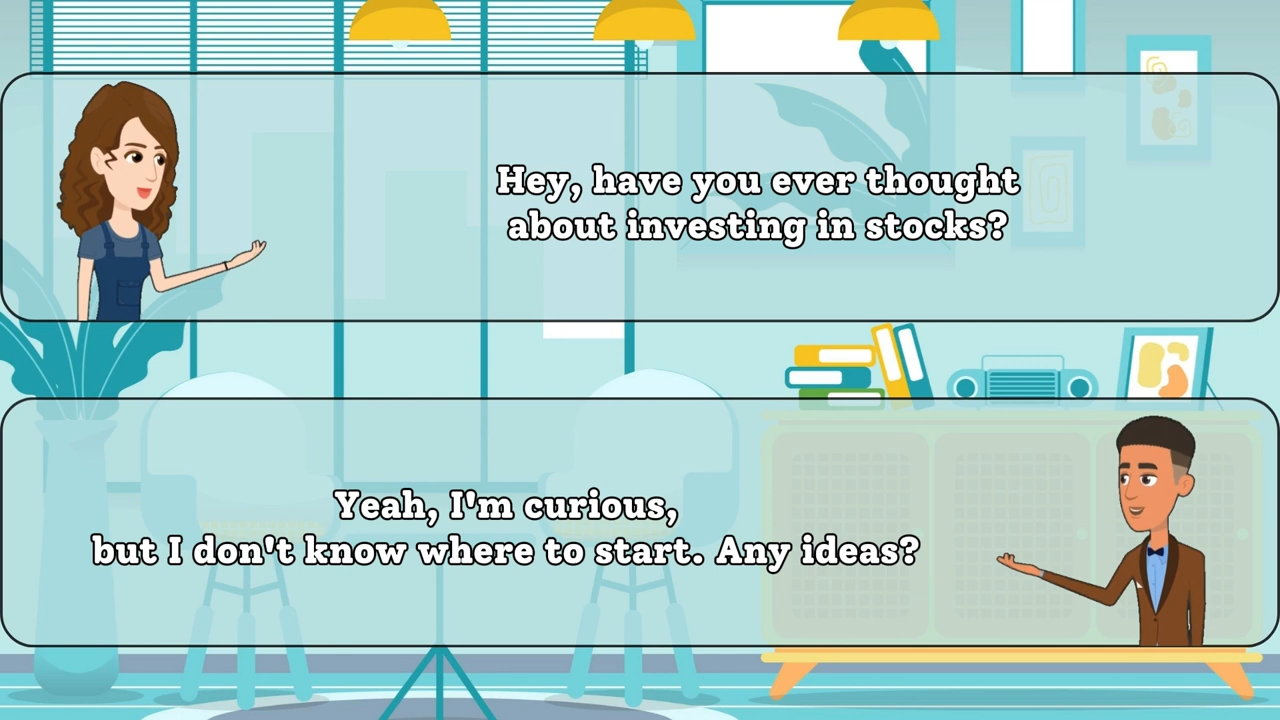 Hey, have you ever thought
about investing in stocks?
Yeah, I'm curious,
but I don't know where to start. Any ideas?